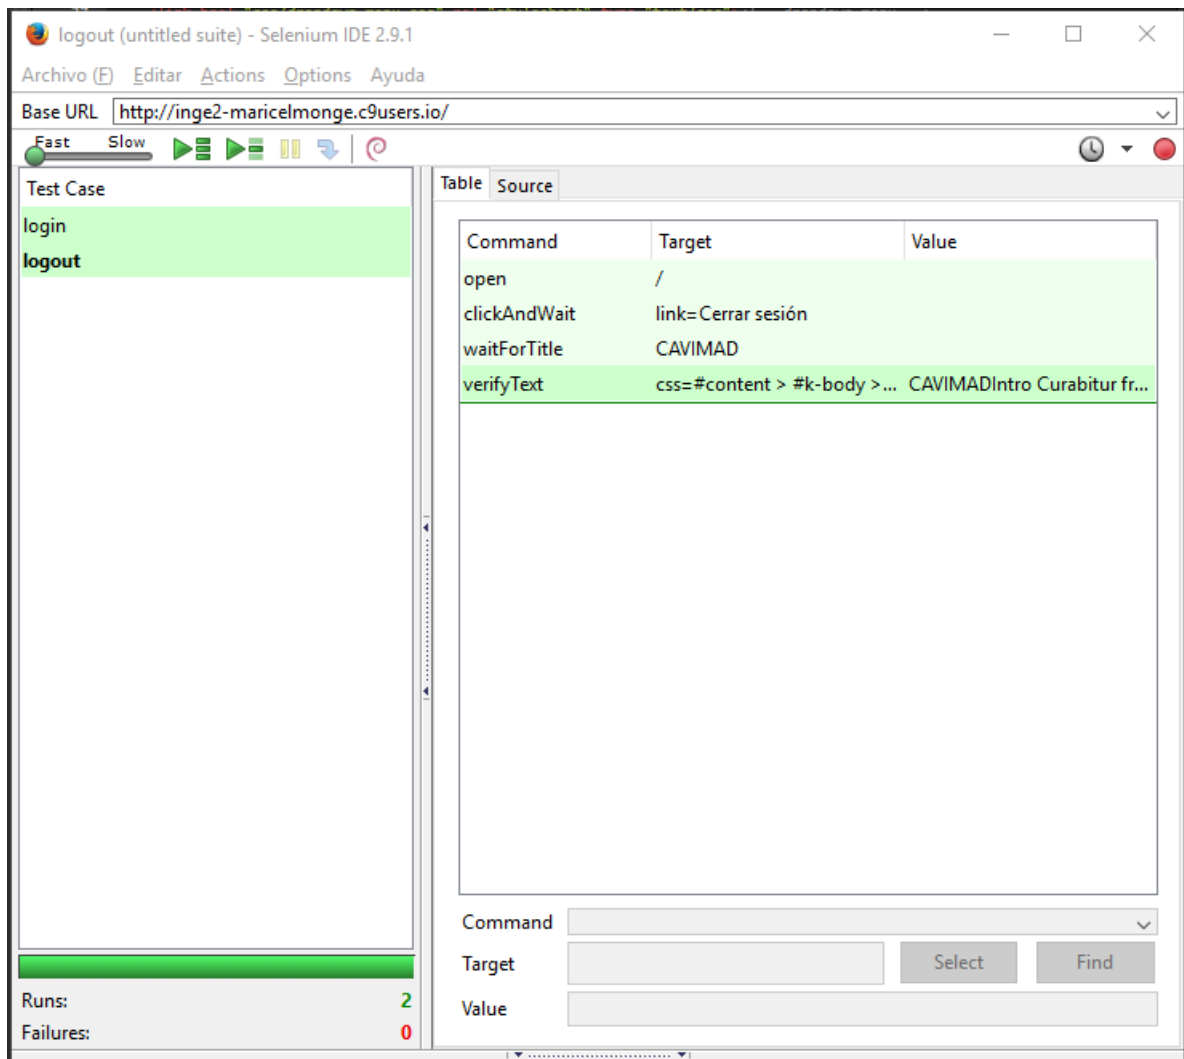 logout (untitled suite) - Selenium IDE 2.9.1
Archivo (F) Editar Actions Options Ayuda
Base URL http://inge2-maricelmonge.c9users.io/
Fast Slow
Test Case
login
logout
Runs: 2
Failures: 0
Table Source
Command Target Value
open /
clickAndWait link=Cerrar sesión
waitForTitle CAVIMAD
verifyText css=#content > #k-body >... CAVIMADIntro Curabitur fr...
Command
Target Select Find
Value